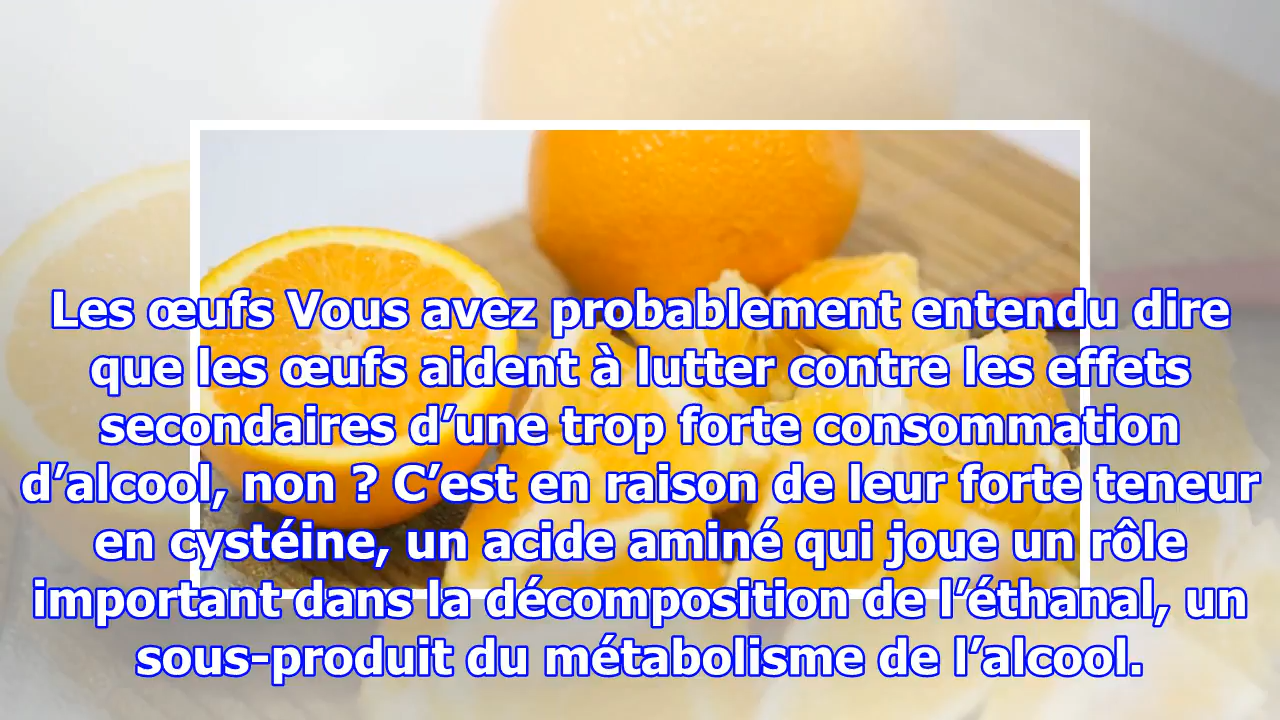 Les œufs Vous avez probablement entendu dire
que les œufs aident à lutter contre les effets
secondaires d’une trop forte consommation
d’alcool, non ? C’est en raison de leur forte teneur
en cystéine, un acide aminé qui joue un rôle
important dans la décomposition de l’éthanal, un
sous-produit du métabolisme de l’alcool.